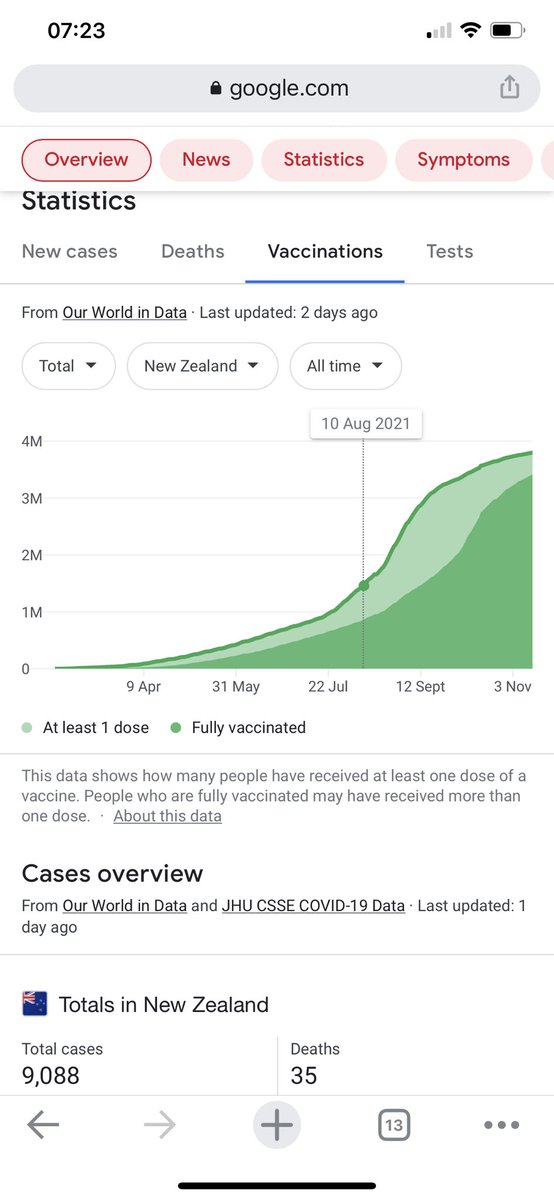 07:23
google.com
Overview News Statistics Symptoms
Statistics
New cases Deaths Vaccinations Tests
From Our World in Data · Last updated: 2 days ago
Total New Zealand All time
10 Aug 2021
4M
3M
2M
1M
0
9 Apr 31 May 22 Jul 12 Sept 3 Nov
At least 1 dose Fully vaccinated
This data shows how many people have received at least one dose of a
vaccine. People who are fully vaccinated may have received more than
one dose. · About this data
Cases overview
From Our World in Data and JHU CSSE COVID-19 Data · Last updated: 1
day ago
Totals in New Zealand
Total cases Deaths
9,088 35
13